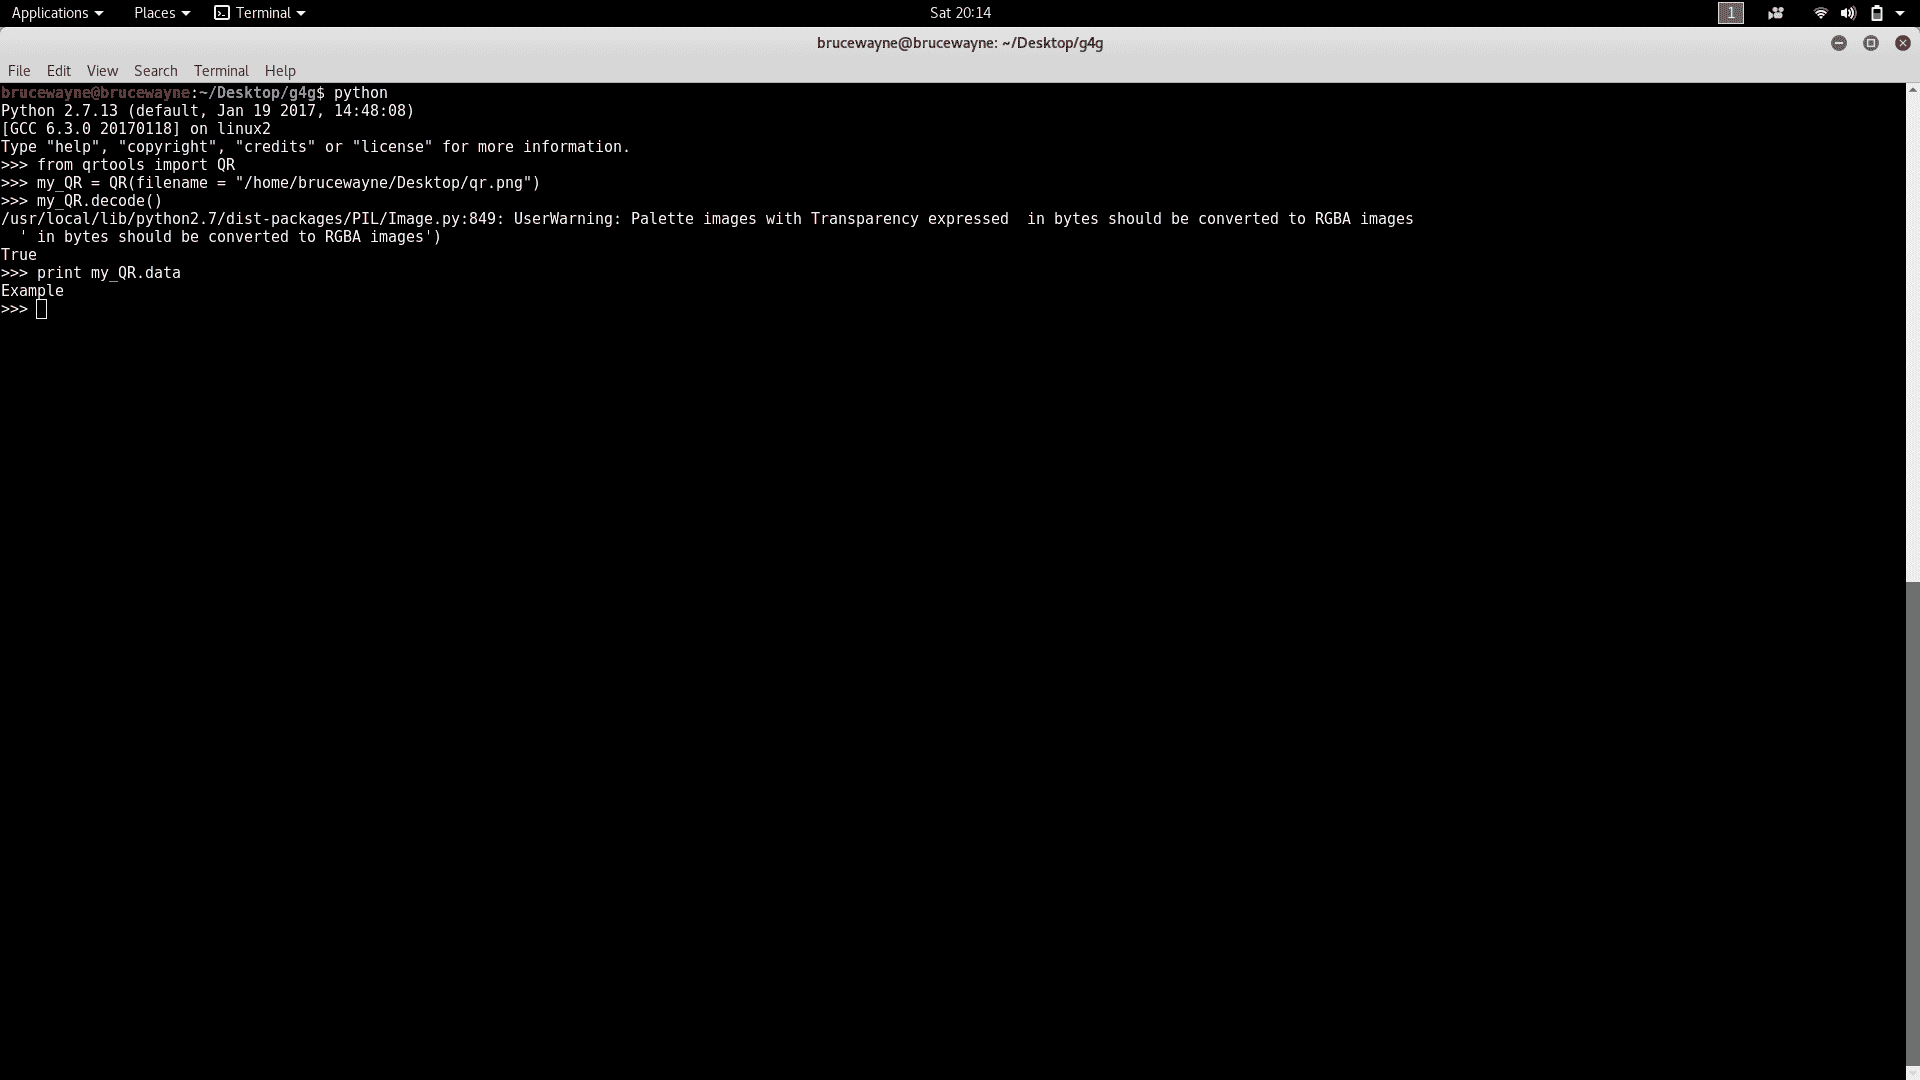 Applications Places Terminal Sat 20:14 1
brucewayne@brucewayne: ~/Desktop/g4g
File Edit View Search Terminal Help
brucewayne@brucewayne:~/Desktop/g4g$ python
Python 2.7.13 (default, Jan 19 2017, 14:48:08)
[GCC 6.3.0 20170118] on linux2
Type "help", "copyright", "credits" or "license" for more information.
>>> from qrtools import QR
>>> my_QR = QR(filename = "/home/brucewayne/Desktop/qr.png")
>>> my_QR.decode()
/usr/local/lib/python2.7/dist-packages/PIL/Image.py:849: UserWarning: Palette images with Transparency expressed  in bytes should be converted to RGBA images
  ' in bytes should be converted to RGBA images')
True
>>> print my_QR.data
Example
>>>